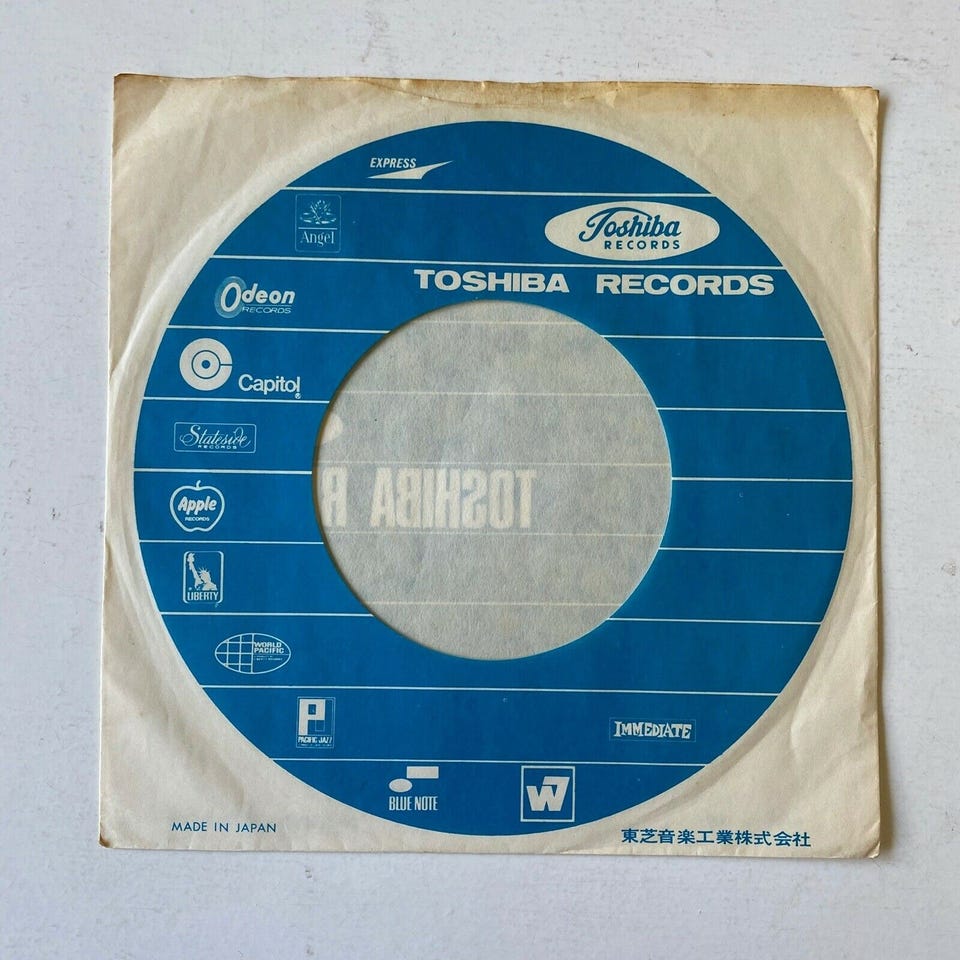 EXPRESS
Angel
Toshiba
RECORDS
TOSHIBA RECORDS
Odeon
RECORDS
Capitol
®
Stateside
RECORDS
TOSHIBA R
Apple
RECORDS
LIBERTY
WORLD
PACIFIC
P
PACIFIC JAZZ
IMMEDIATE
BLUE NOTE
W7
MADE IN JAPAN
東芝音楽工業株式会社